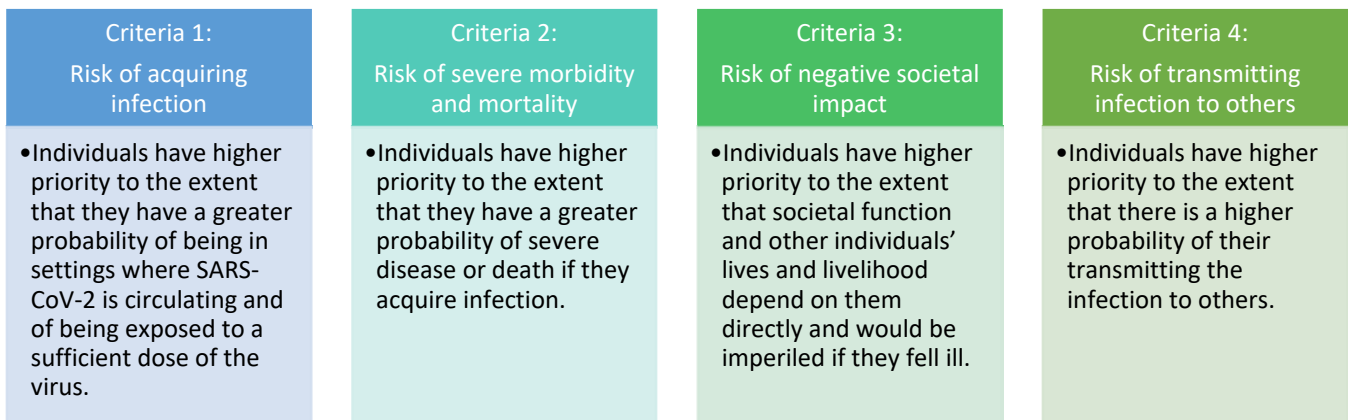 Criteria 1:
Risk of acquiring
infection
•Individuals have higher
priority to the extent
that they have a greater
probability of being in
settings where SARS-
CoV-2 is circulating and
of being exposed to a
sufficient dose of the
virus.
Criteria 2:
Risk of severe morbidity
and mortality
•Individuals have higher
priority to the extent
that they have a greater
probability of severe
disease or death if they
acquire infection.
Criteria 3:
Risk of negative societal
impact
•Individuals have higher
priority to the extent
that societal function
and other individuals’
lives and livelihood
depend on them
directly and would be
imperiled if they fell ill.
Criteria 4:
Risk of transmitting
infection to others
•Individuals have higher
priority to the extent
that there is a higher
probability of their
transmitting the
infection to others.